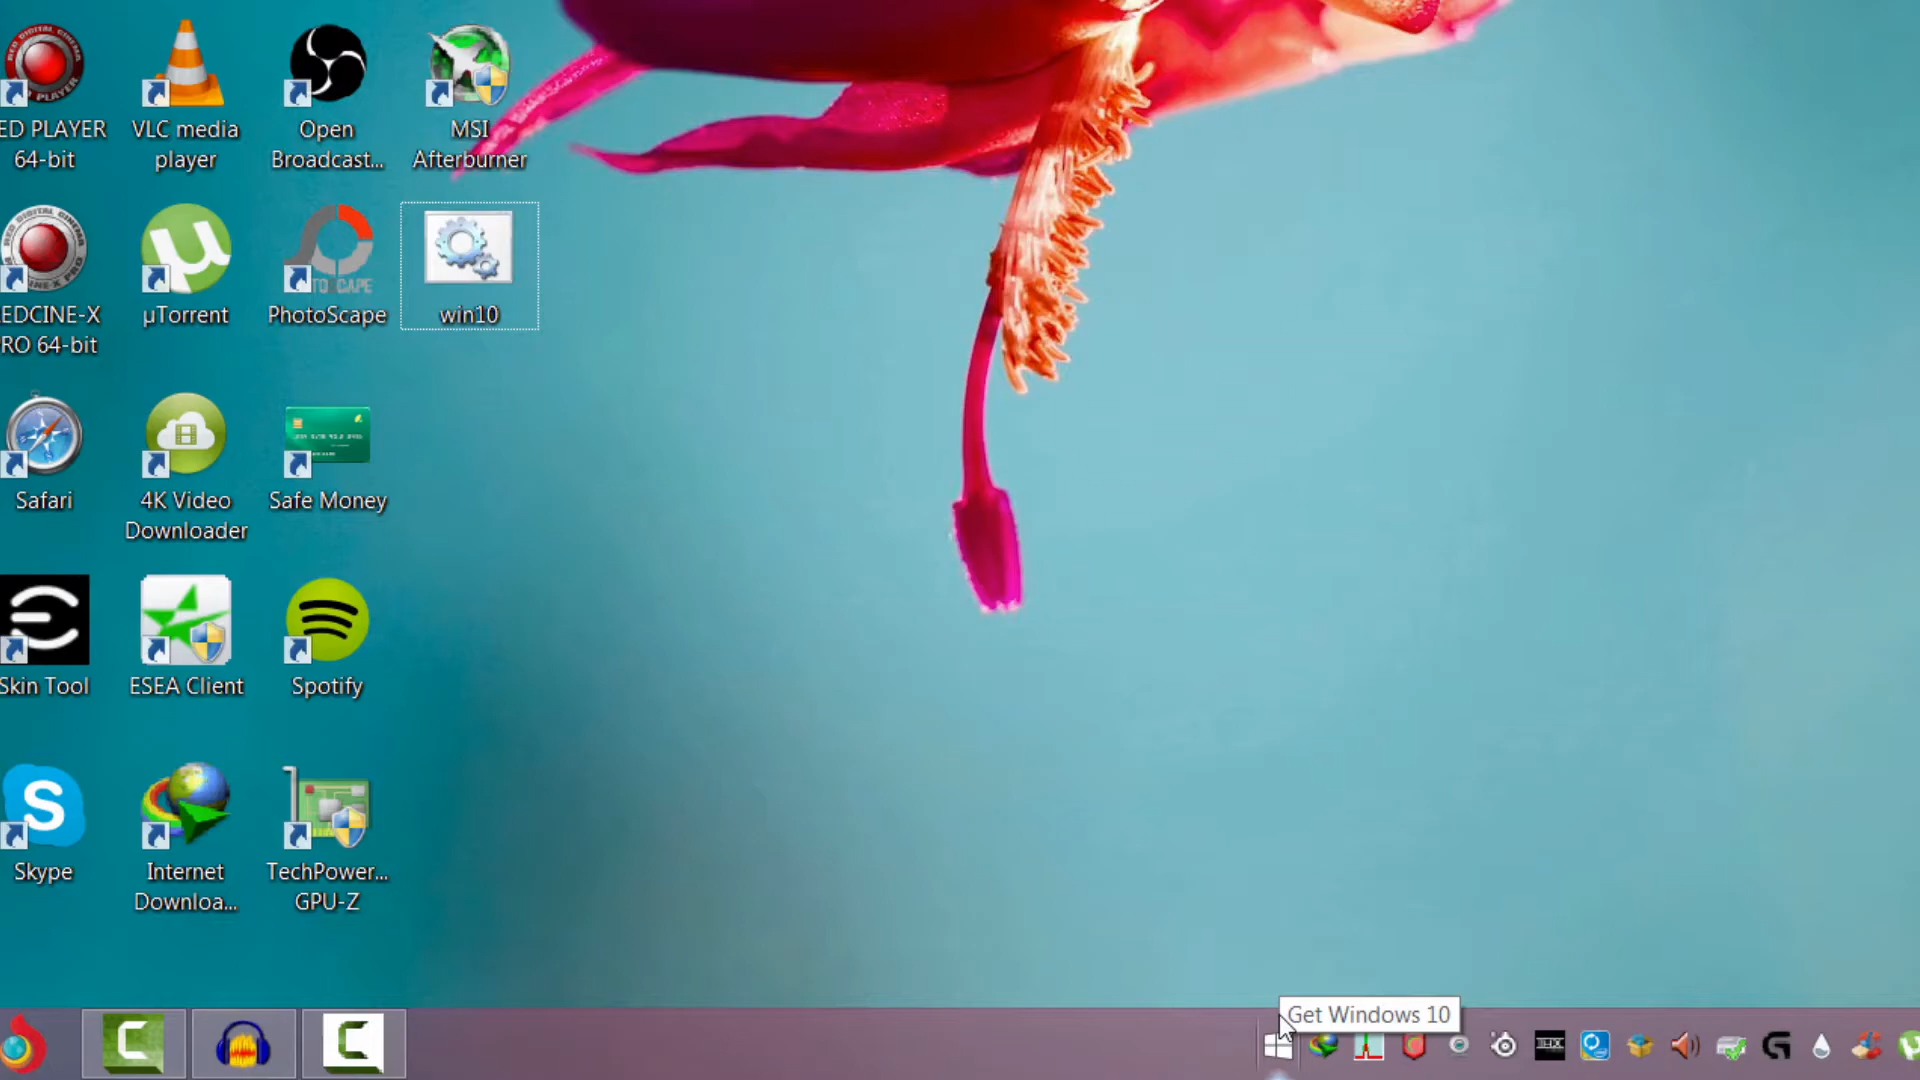 ED PLAYER
64-bit
VLC media
player
Open
Broadcast...
MSI
Afterburner
EDCINE-X
RO 64-bit
µTorrent
PhotoScape
win10
Safari
4K Video
Downloader
Safe Money
Skin Tool
ESEA Client
Spotify
Skype
Internet
Downloa...
TechPower...
GPU-Z
Get Windows 10
THX